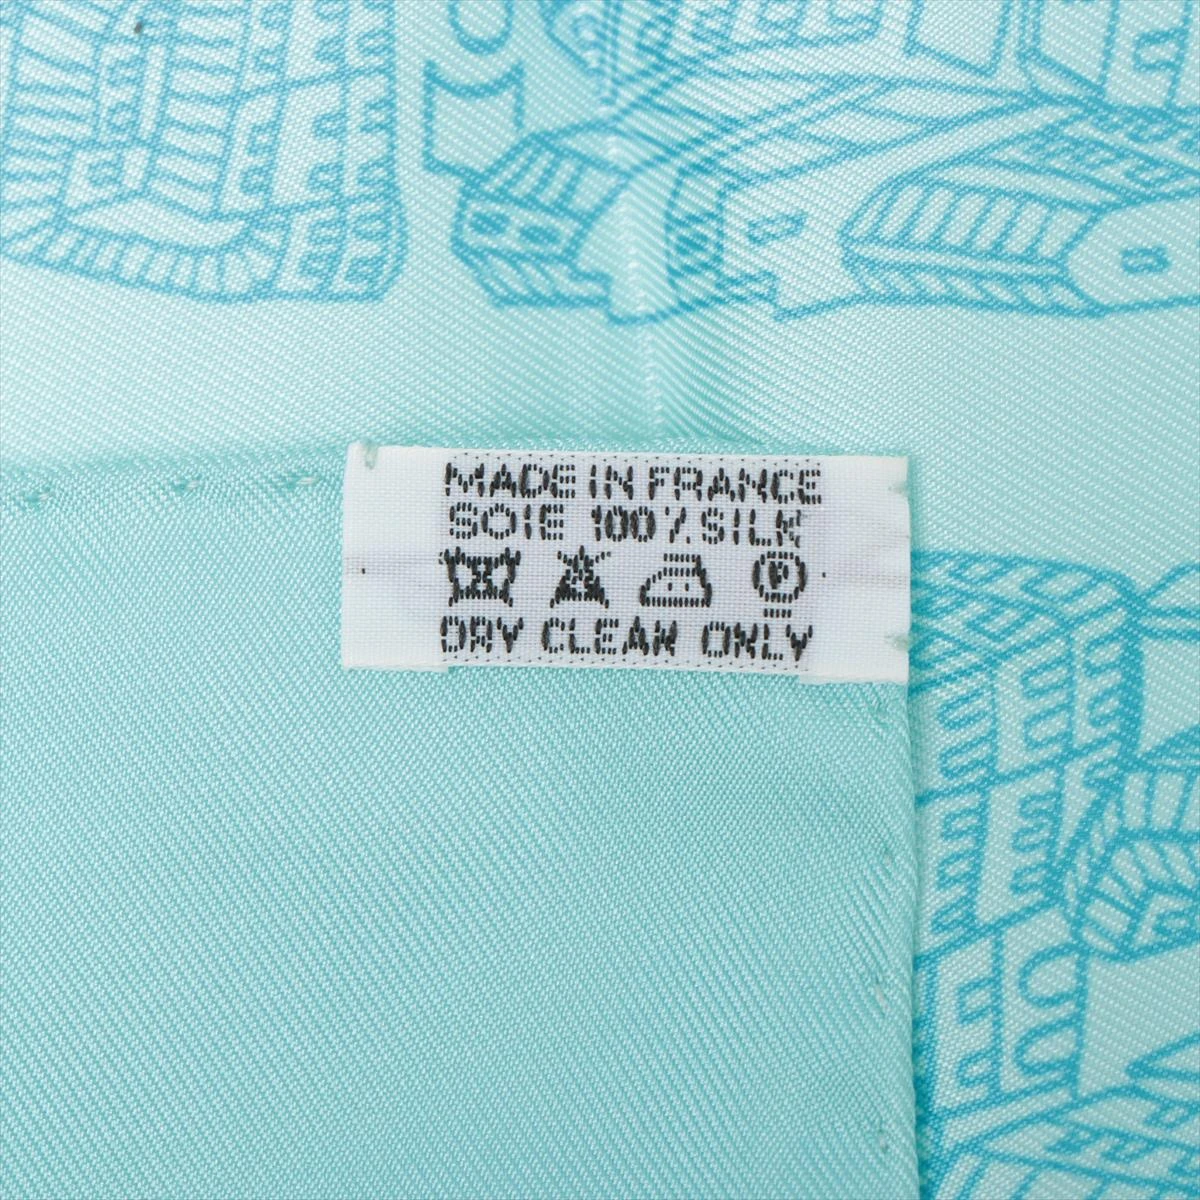 MADE IN FRANCE
SOIE 100% SILK
P
DRY CLEAN ONLY